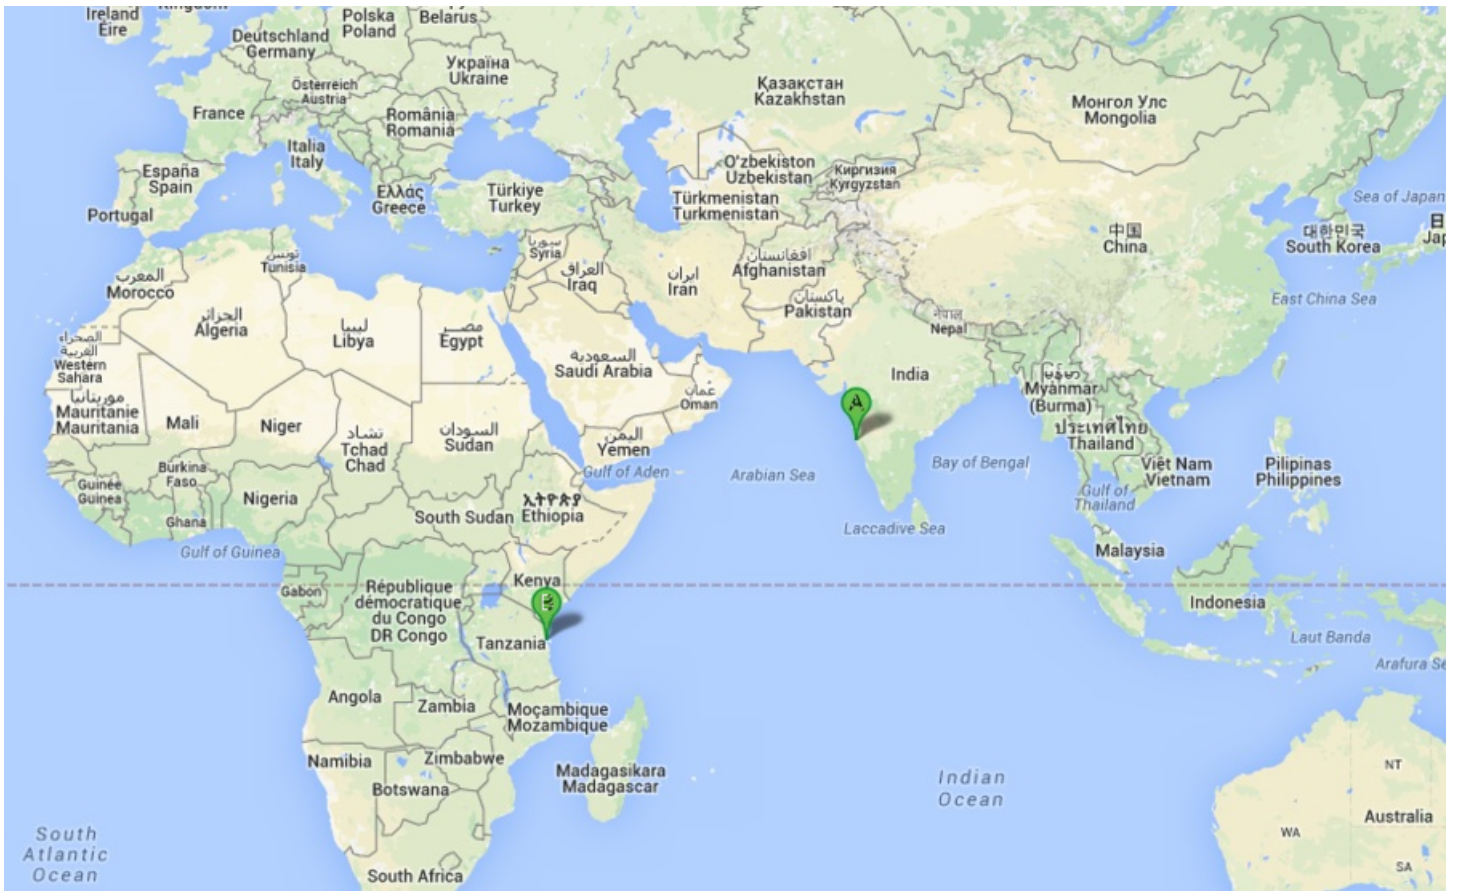 Ireland
Éire
Kingdom
Polska
Poland
Belarus
Deutschland
Germany
Україна
Ukraine
Österreich
Austria
Қазақстан
Kazakhstan
Монгол Улс
Mongolia
France
România
Romania
Italia
Italy
O'zbekiston
Uzbekistan
Киргизия
Kyrgyzstan
España
Spain
Ελλάς
Greece
Türkiye
Turkey
Türkmenistan
Turkmenistan
Portugal
Sea of Japan
日
Jap
中国
China
대한민국
South Korea
تونس
Tunisia
سوريا
Syria
العراق
Iraq
ایران
Iran
افغانستان
Afghanistan
المغرب
Morocco
پاکستان
Pakistan
नेपाल
Nepal
East China Sea
الجزائر
Algeria
ليبيا
Libya
مصر
Egypt
الصحراء
الغربية
Western
Sahara
السعودية
Saudi Arabia
India
موريتانيا
Mauritanie
Mauritania
Mali
Niger
تشاد
Tchad
Chad
السودان
Sudan
عُمان
Oman
A
Myanmar
(Burma)
ประเทศไทย
Thailand
اليمن
Yemen
Gulf of Aden
Arabian Sea
Bay of Bengal
Việt Nam
Vietnam
Pilipinas
Philippines
Guinée
Guinea
Burkina
Faso
Nigeria
Ghana
South Sudan
ኢትዮጵያ
Ethiopia
Gulf of
Thailand
Laccadive Sea
Gulf of Guinea
Malaysia
Gabon
République
démocratique
du Congo
DR Congo
Kenya
B
Tanzania
Indonesia
Laut Banda
Arafura Se
Angola
Zambia
Moçambique
Mozambique
Namibia
Zimbabwe
Botswana
Madagasikara
Madagascar
Indian
Ocean
NT
Australia
WA
SA
South
Atlantic
Ocean
South Africa